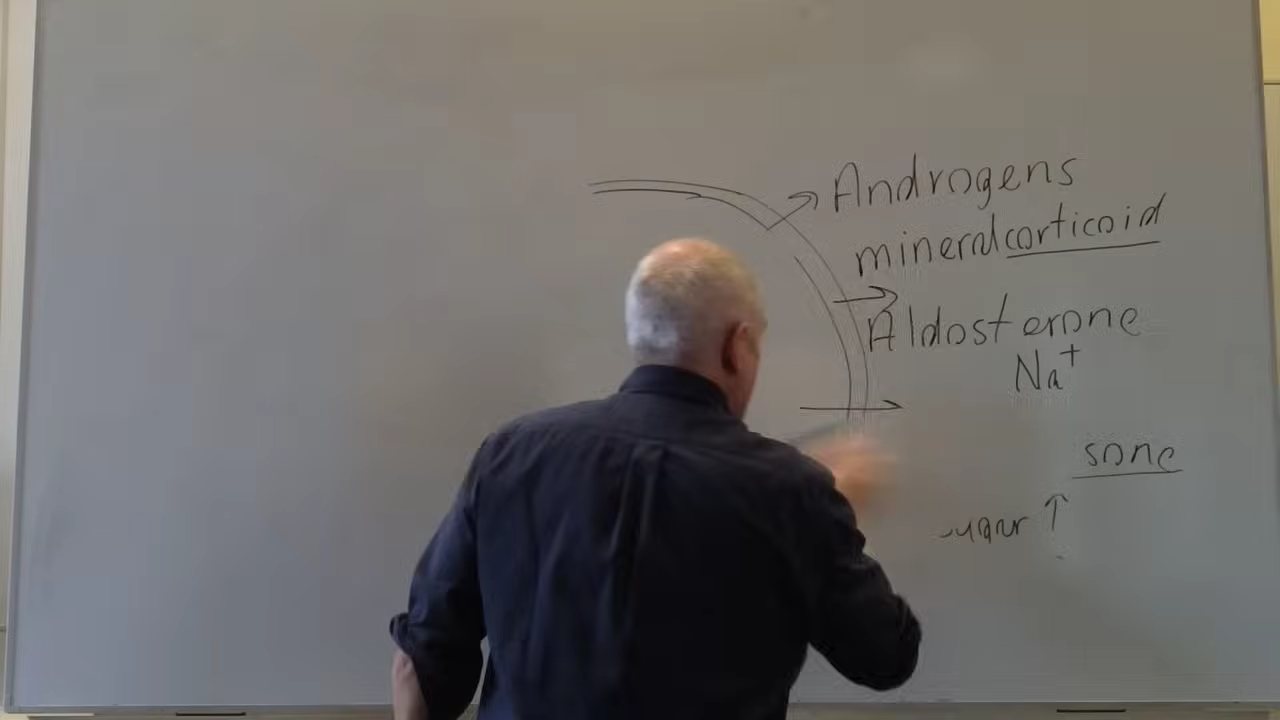 Androgens
mineralcorticoid
Aldosterone
Na+
sone
↑